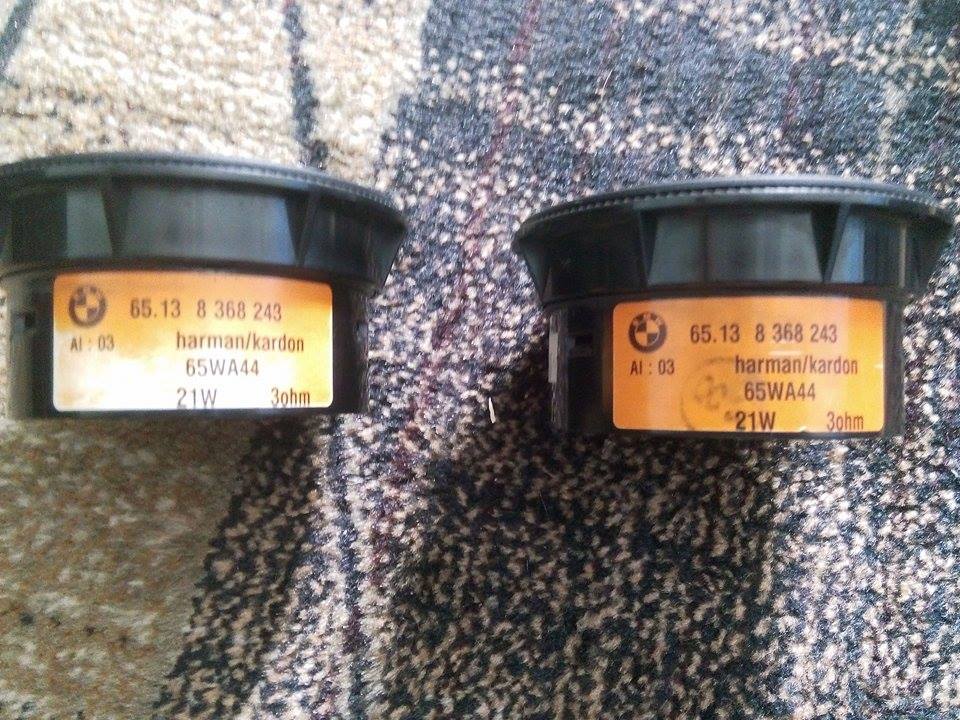 65.13 8 368 243
AI : 03
harman/kardon
65WA44
21W 3ohm
65.13 8 368 243
AI : 03
harman/kardon
65WA44
21W 3ohm